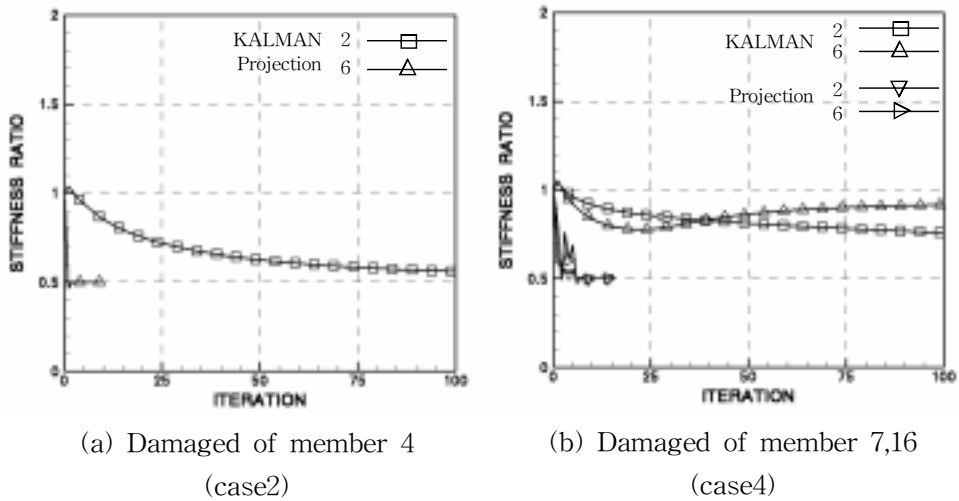 2
1.5
1
0.5
0
STIFFNESS RATIO
0
25
50
75
100
ITERATION
KALMAN 2
Projection 6
(a) Damaged of member 4
(case2)
2
1.5
1
0.5
0
STIFFNESS RATIO
0
25
50
75
100
ITERATION
KALMAN
2
6
Projection
2
6
(b) Damaged of member 7,16
(case4)